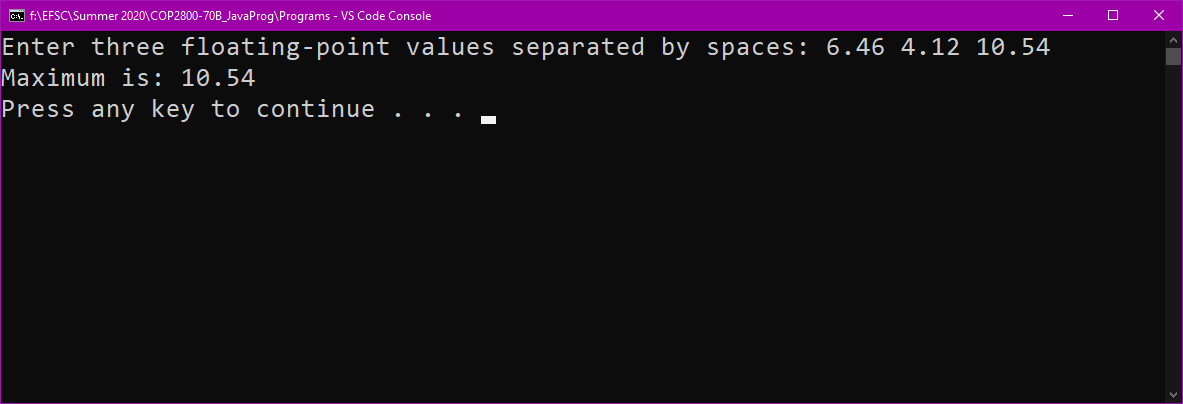 f:\EFSC\Summer 2020\COP2800-70B_JavaProg\Programs - VS Code Console
Enter three floating-point values separated by spaces: 6.46 4.12 10.54
Maximum is: 10.54
Press any key to continue . . .